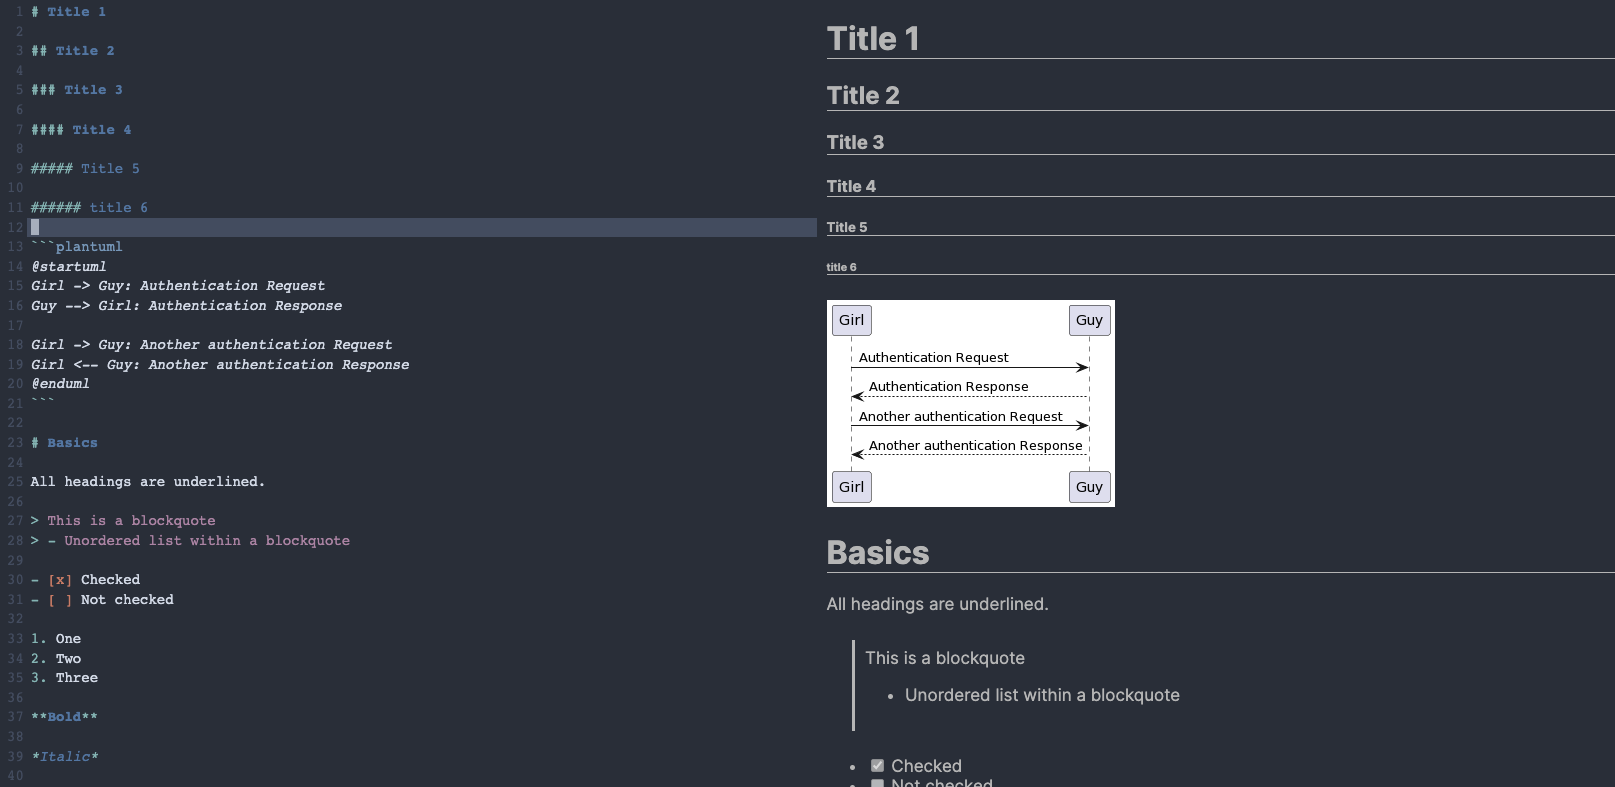 1 # Title 1
2
3 ## Title 2
4
5 ### Title 3
6
7 #### Title 4
8
9 ##### Title 5
10
11 ###### title 6
12
13 ```plantuml
14 @startuml
15 Girl -> Guy: Authentication Request
16 Guy --> Girl: Authentication Response
17
18 Girl -> Guy: Another authentication Request
19 Girl <-- Guy: Another authentication Response
20 @enduml
21 ```
22
23 # Basics
24
25 All headings are underlined.
26
27 > This is a blockquote
28 > - Unordered list within a blockquote
29
30 - [x] Checked
31 - [ ] Not checked
32
33 1. One
34 2. Two
35 3. Three
36
37 **Bold**
38
39 *Italic*
40
Title 1
Title 2
Title 3
Title 4
Title 5
title 6
Girl Guy
Authentication Request
Authentication Response
Another authentication Request
Another authentication Response
Girl Guy
Basics
All headings are underlined.
This is a blockquote
• Unordered list within a blockquote
• Checked
• Not checked